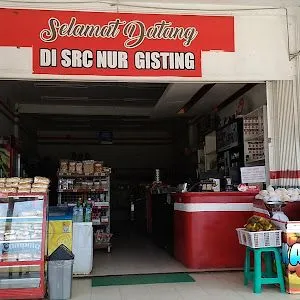 Selamat Datang
DI SRC NUR GISTING